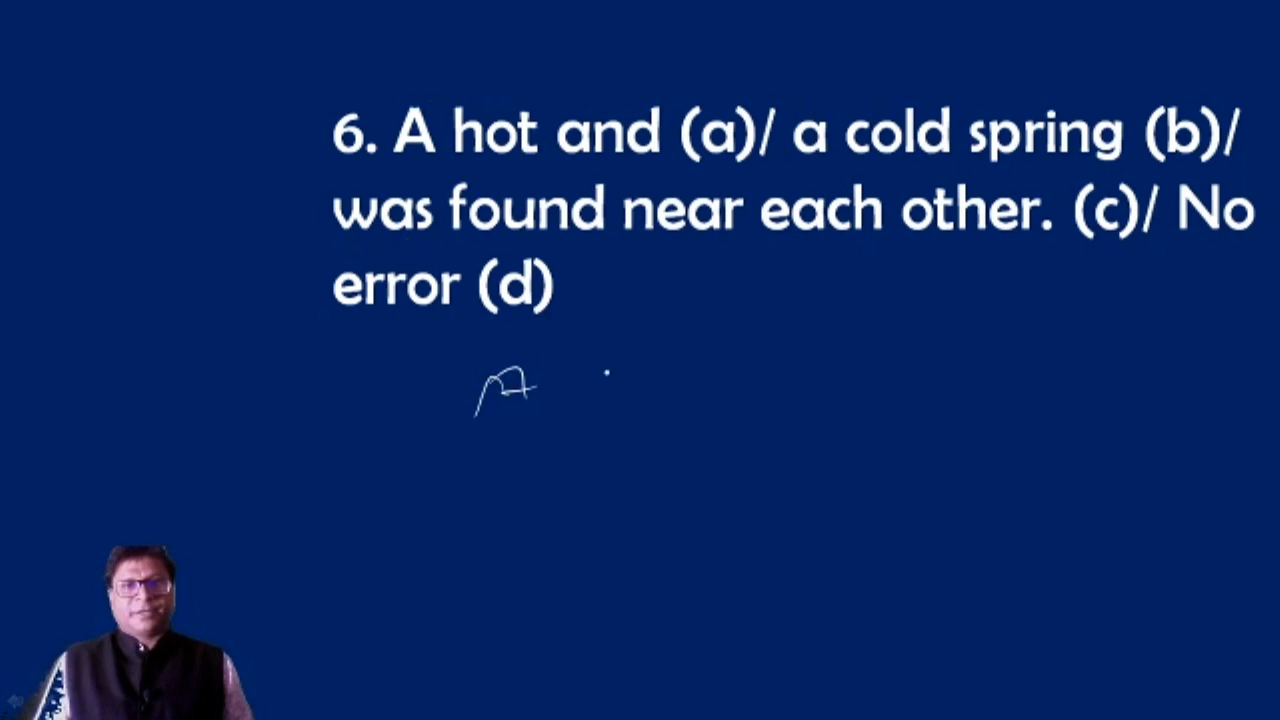 6. A hot and (a)/ a cold spring (b)/
was found near each other. (c)/ No
error (d)
A